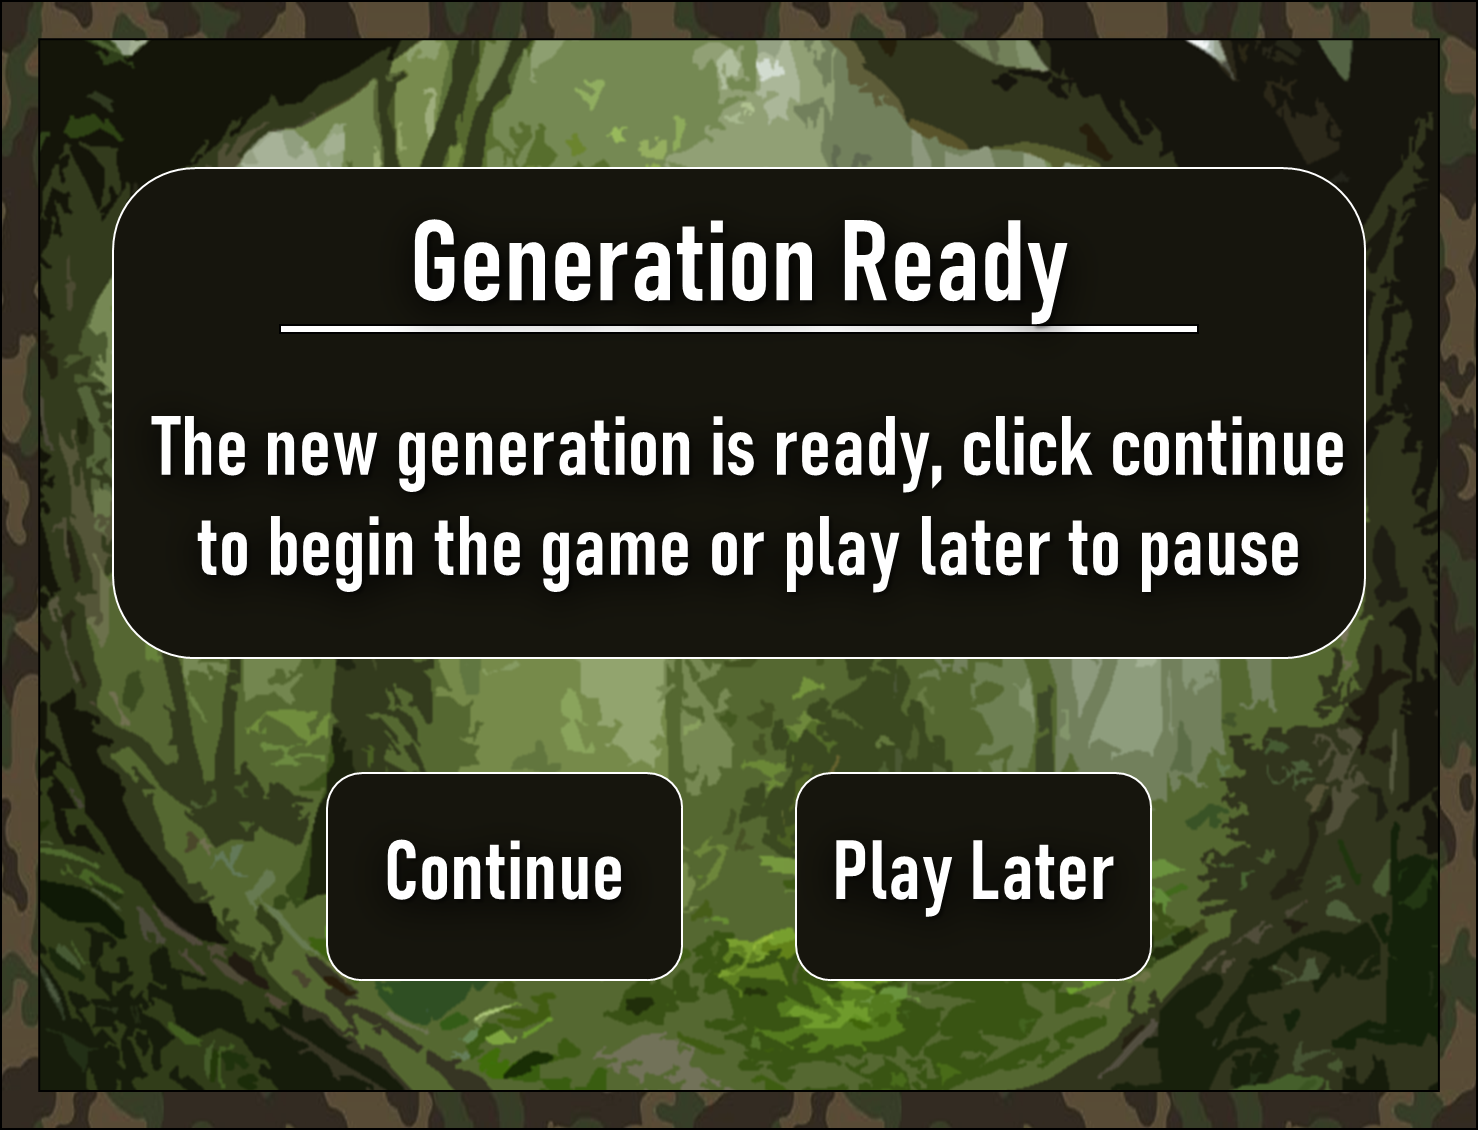 Generation Ready
The new generation is ready, click continue
to begin the game or play later to pause
Continue
Play Later